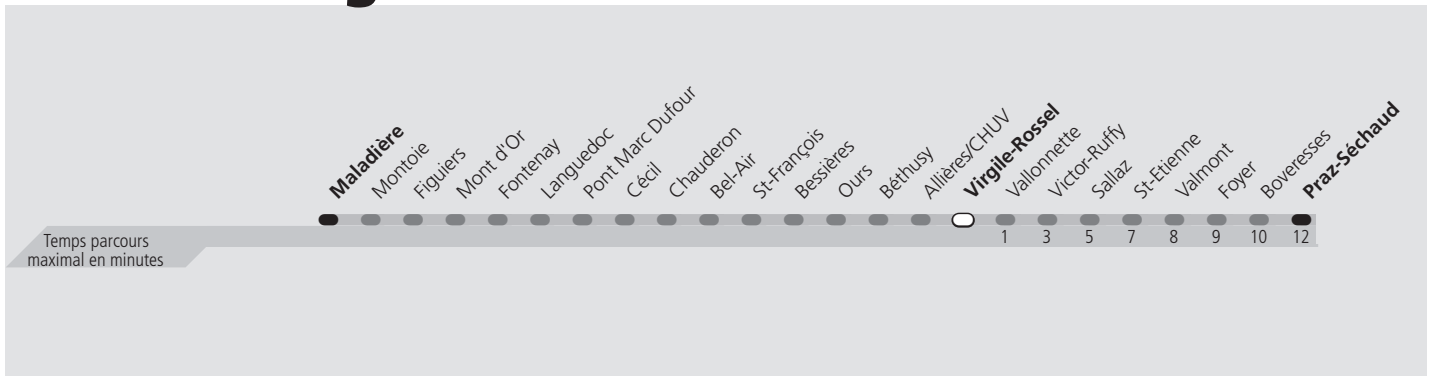 Maladière
Montoie
Figuiers
Mont d'Or
Fontenay
Languedoc
Pont Marc Dufour
Cécil
Chauderon
Bel-Air
St-François
Bessières
Ours
Béthusy
Allières/CHUV
Virgile-Rossel
Vallonnette
Victor-Ruffy
Sallaz
St-Etienne
Valmont
Foyer
Boveresses
Praz-Séchaud
Temps parcours
maximal en minutes
1 3 5 7 8 9 10 12